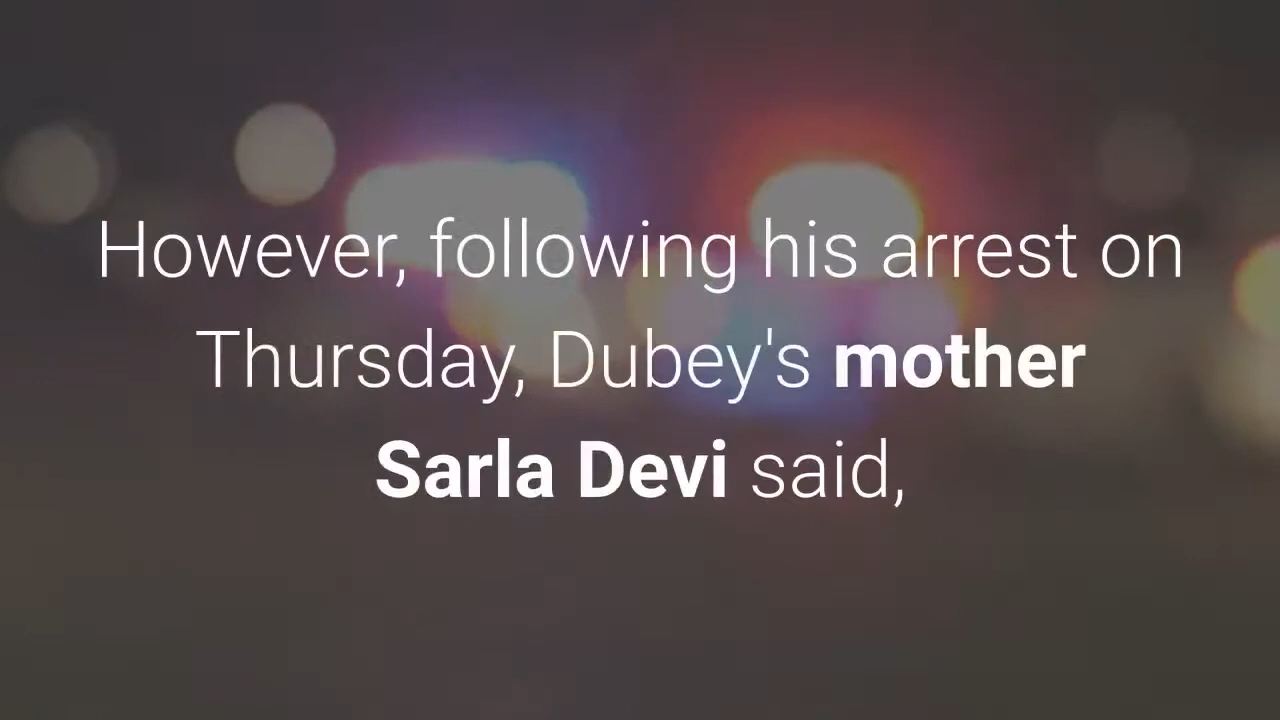 However, following his arrest on
Thursday, Dubey's mother
Sarla Devi said,